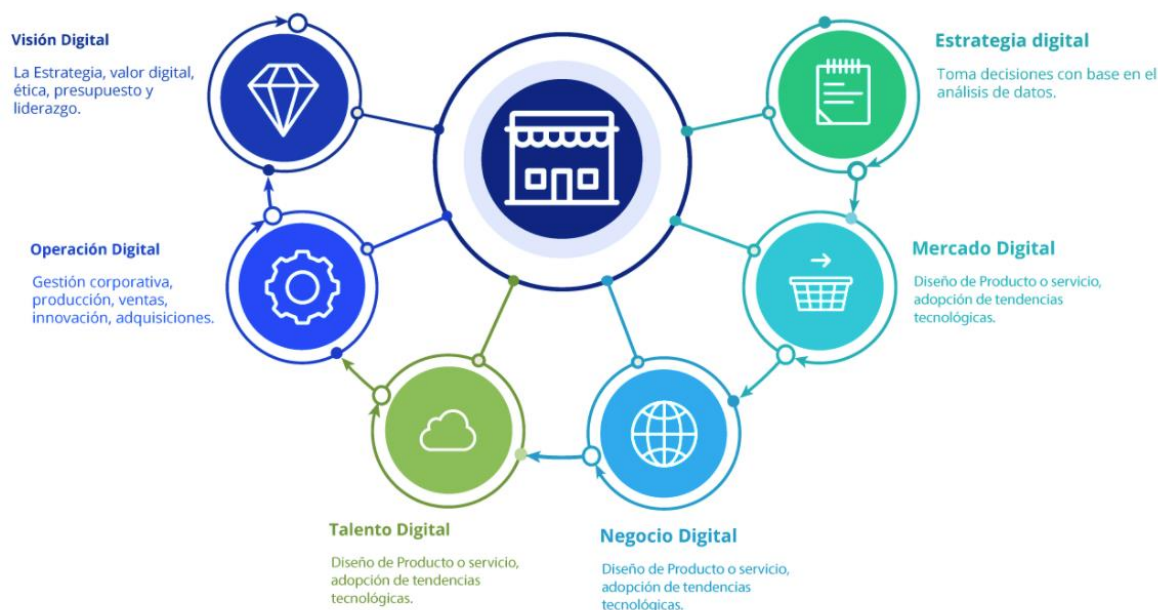 Visión Digital
La Estrategia, valor digital,
ética, presupuesto y
liderazgo.
Estrategia digital
Toma decisiones con base en el
análisis de datos.
Operación Digital
Gestión corporativa,
producción, ventas,
innovación, adquisiciones.
Mercado Digital
Diseño de Producto o servicio,
adopción de tendencias
tecnológicas.
Talento Digital
Diseño de Producto o servicio,
adopción de tendencias
tecnológicas.
Negocio Digital
Diseño de Producto o servicio,
adopción de tendencias
tecnológicas.